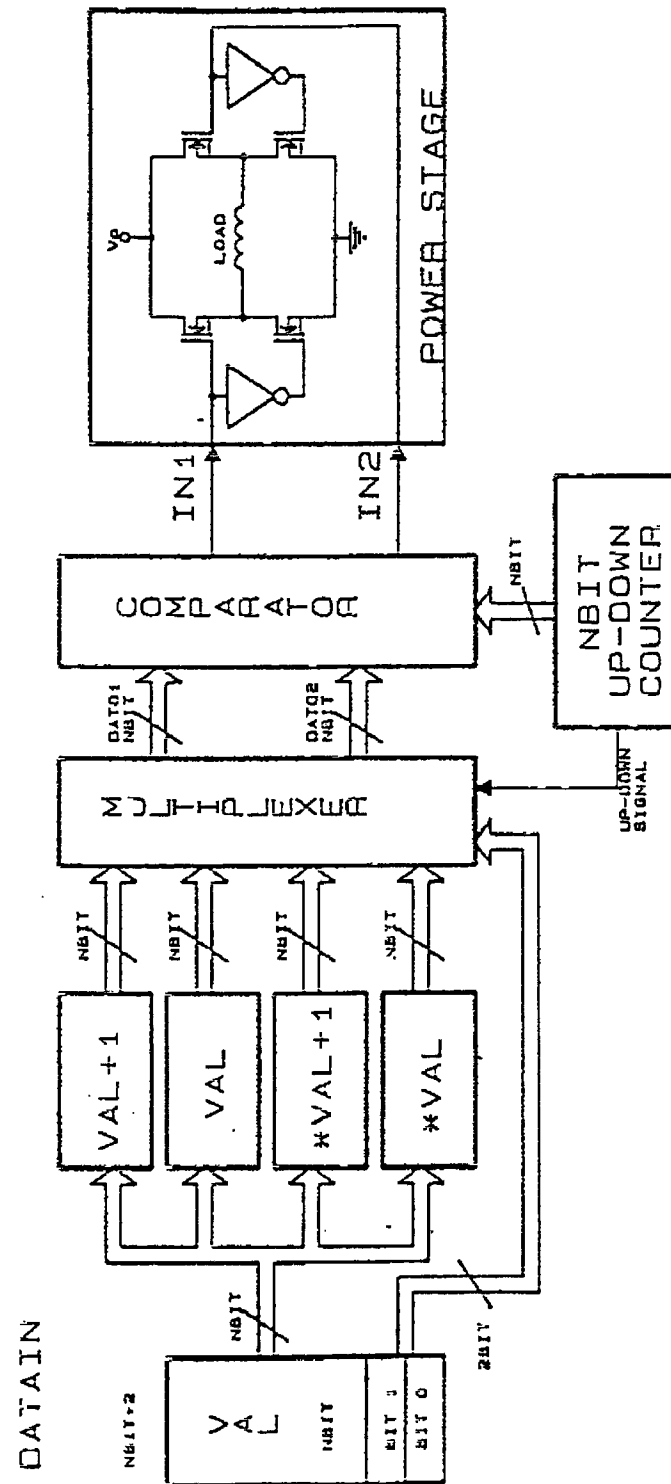 DATAIN
NBIT+2
VAL
NBIT
BIT 1
BIT 0
NBIT
2BIT
VAL+1
VAL
*VAL+1
*VAL
NBIT
NBIT
NBIT
NBIT
MULTIPLEXER
DATO1
NBIT
DATO2
NBIT
UP-DOWN
SIGNAL
COMPARATOR
NBIT
NBIT
UP-DOWN
COUNTER
IN1
IN2
Vp
LOAD
POWER STAGE